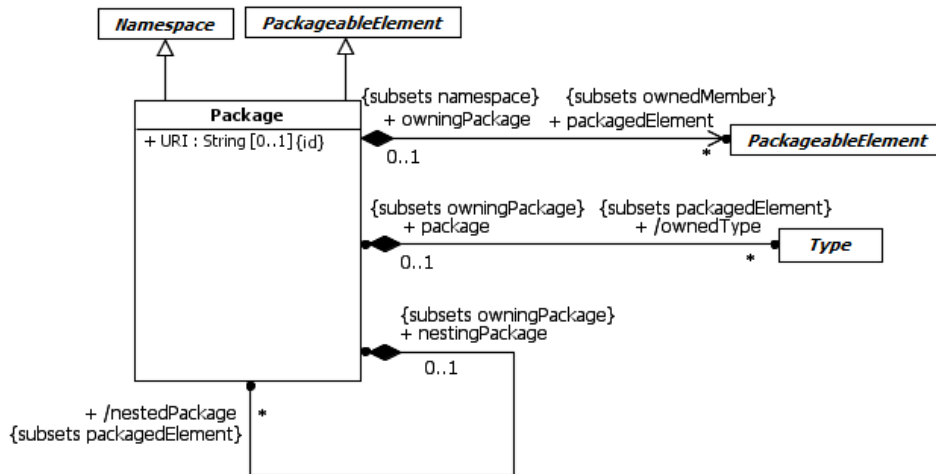 Namespace
PackageableElement
Package
+ URI : String [0..1]{id}
{subsets namespace}
+ owningPackage
0..1
{subsets ownedMember}
+ packagedElement
*
PackageableElement
{subsets owningPackage}
+ package
0..1
{subsets packagedElement}
+ /ownedType
*
Type
{subsets owningPackage}
+ nestingPackage
0..1
+ /nestedPackage
*
{subsets packagedElement}